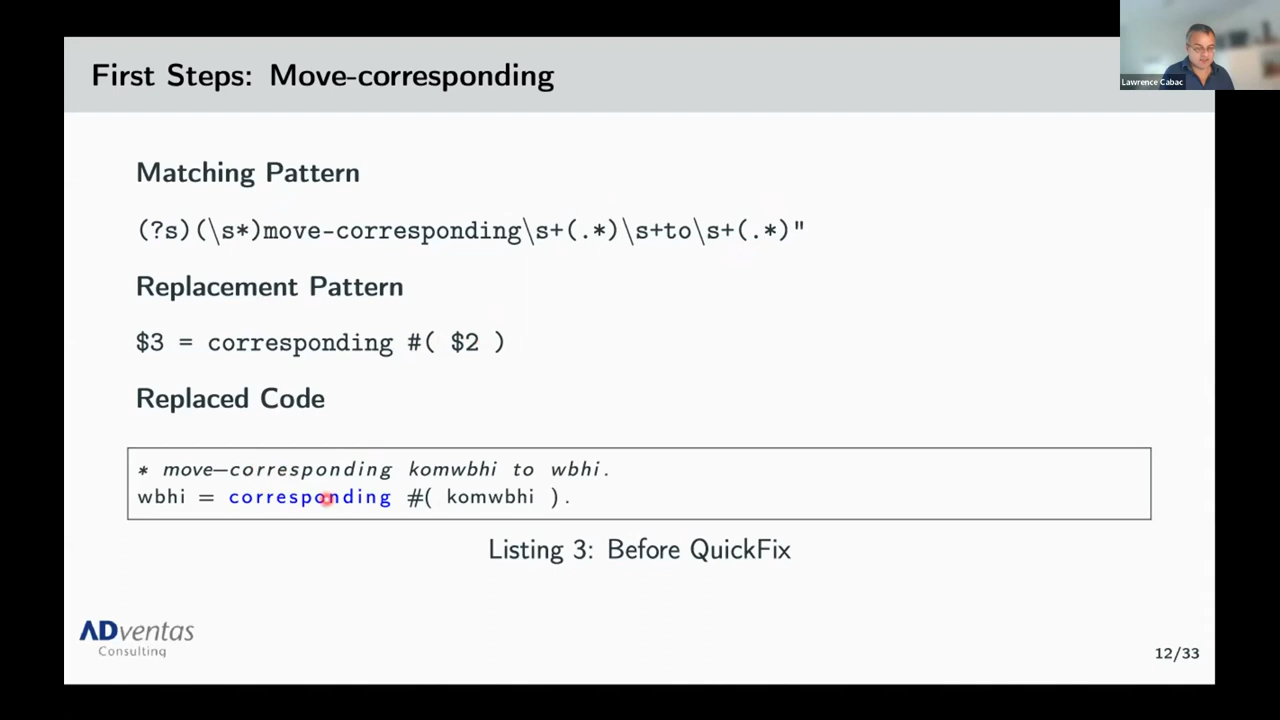 First Steps: Move-corresponding
Lawrence Cabac
Matching Pattern
(?s)(\s*)move-corresponding\s+(.*)\s+to\s+(.*)"
Replacement Pattern
$3 = corresponding #( $2 )
Replaced Code
* move-corresponding komwbhi to wbhi.
wbhi = corresponding #( komwbhi ).
Listing 3: Before QuickFix
ADventas
Consulting
12/33